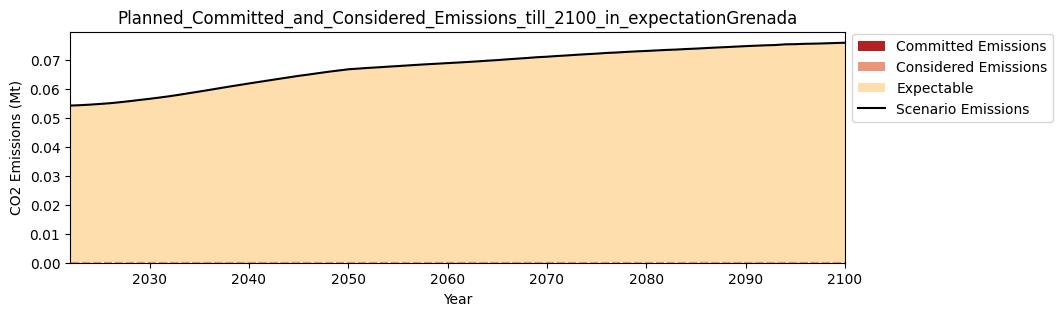 Planned_Committed_and_Considered_Emissions_till_2100_in_expectationGrenada
CO2 Emissions (Mt)
0.07
0.06
0.05
0.04
0.03
0.02
0.01
0.00
2030 2040 2050 2060 2070 2080 2090 2100
Year
Committed Emissions
Considered Emissions
Expectable
Scenario Emissions